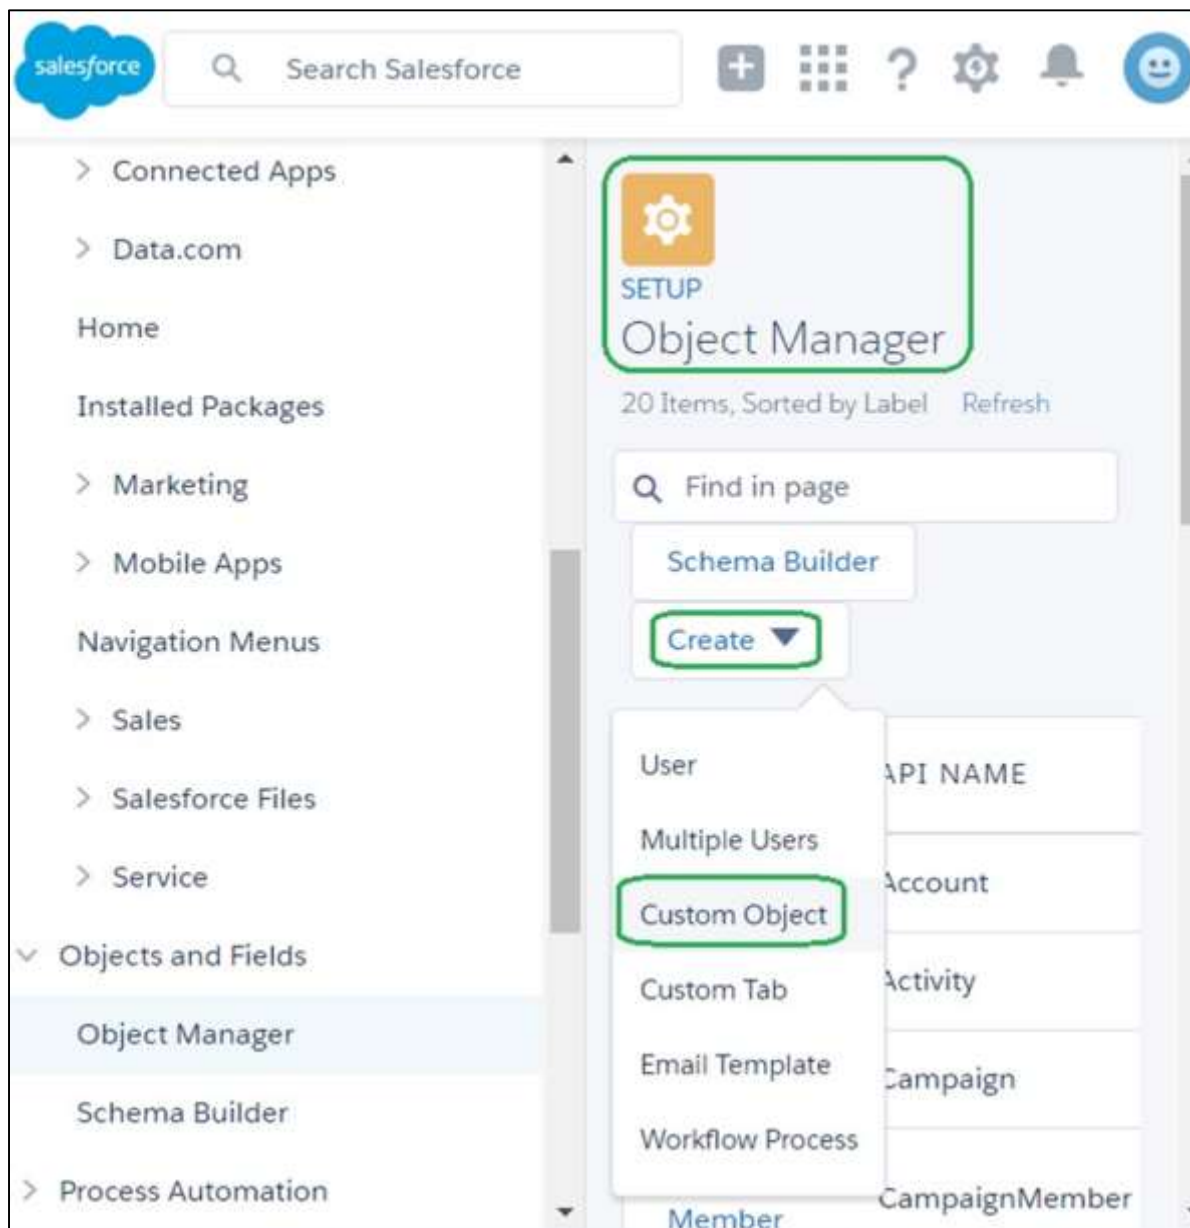 salesforce
Search Salesforce
?
Connected Apps
Data.com
Home
Installed Packages
Marketing
Mobile Apps
Navigation Menus
Sales
Salesforce Files
Service
Objects and Fields
Object Manager
Schema Builder
Process Automation
SETUP
Object Manager
20 Items, Sorted by Label Refresh
Find in page
Schema Builder
Create
User
Multiple Users
Custom Object
Custom Tab
Email Template
Workflow Process
API NAME
Account
Activity
Campaign
CampaignMember
Member